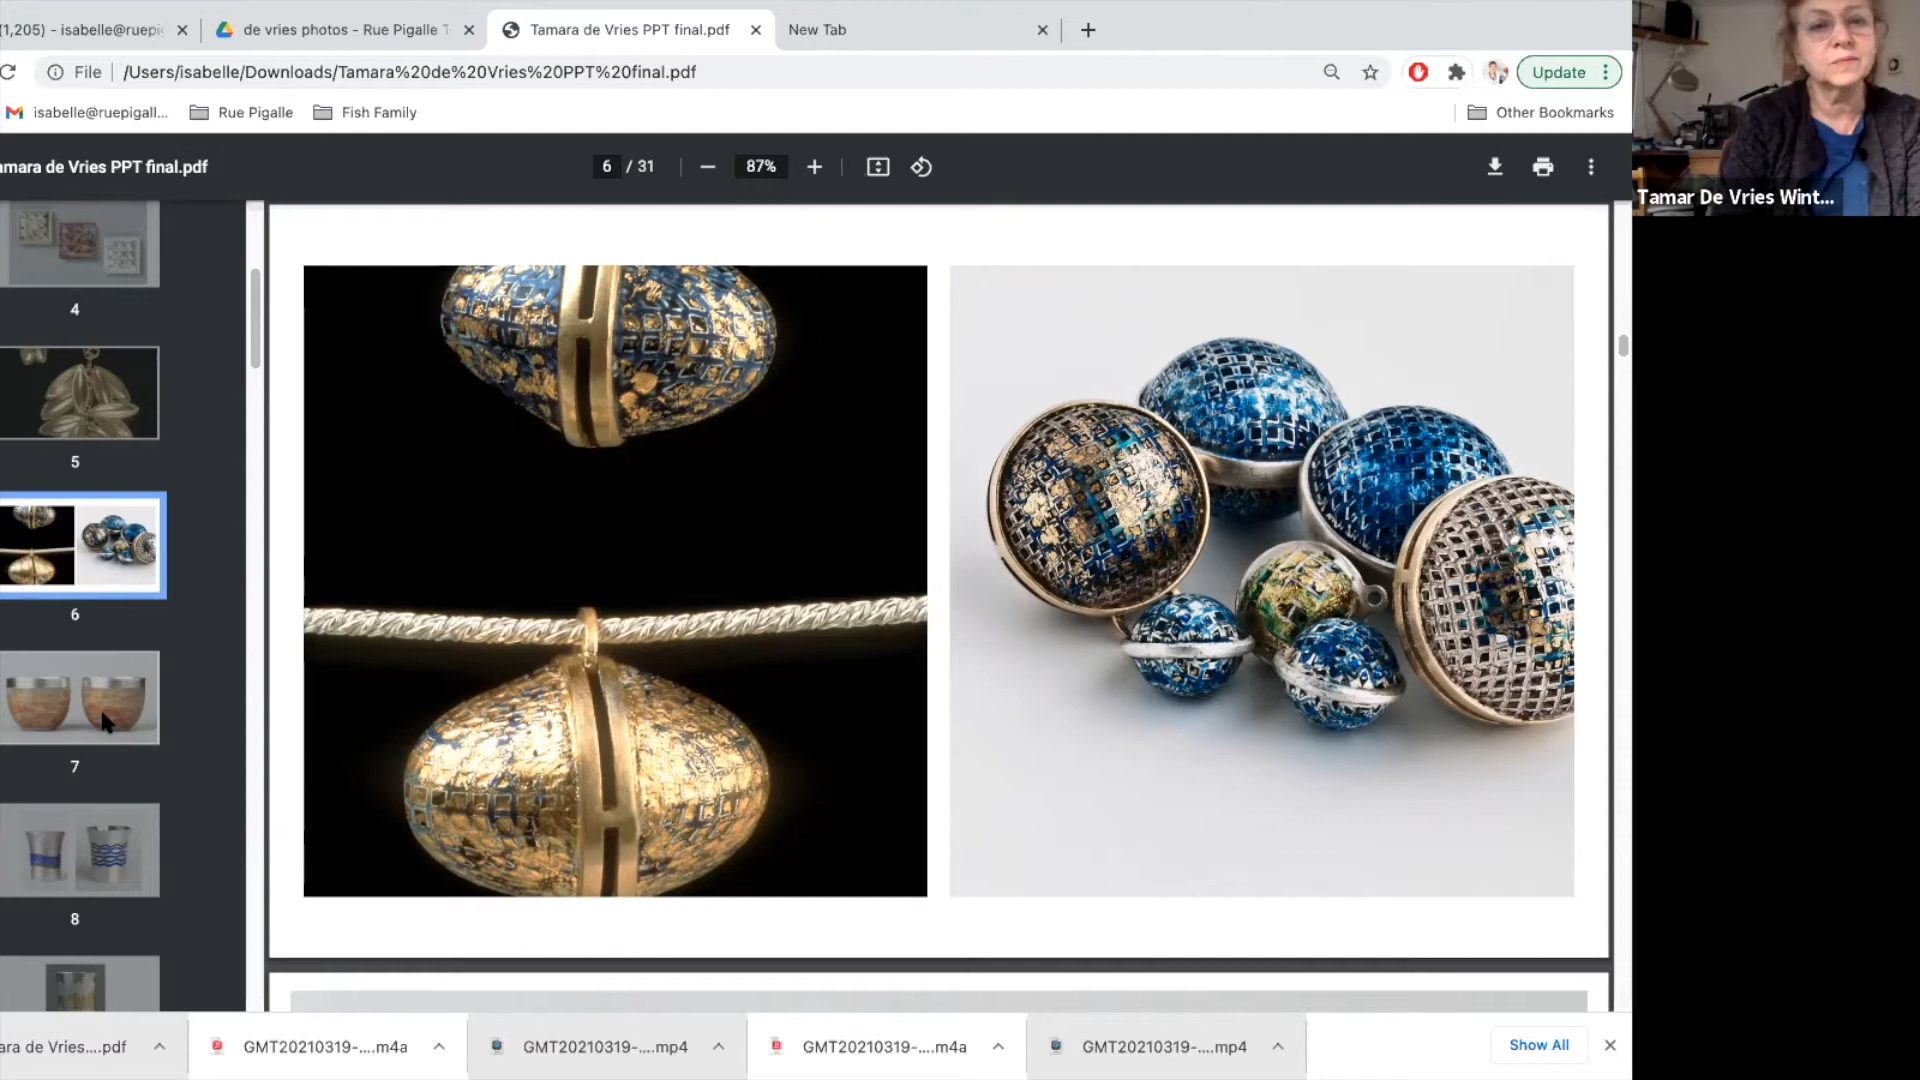 (1,205) - isabelle@ruepi
de vries photos - Rue Pigalle T
Tamara de Vries PPT final.pdf
New Tab
File
/Users/isabelle/Downloads/Tamara%20de%20Vries%20PPT%20final.pdf
Update
isabelle@ruepigall...
Rue Pigalle
Fish Family
Other Bookmarks
amara de Vries PPT final.pdf
6 / 31
87%
Tamar De Vries Wint...
4
5
6
7
8
ara de Vries....pdf
GMT20210319-....m4a
GMT20210319-....mp4
GMT20210319-....m4a
GMT20210319-....mp4
Show All